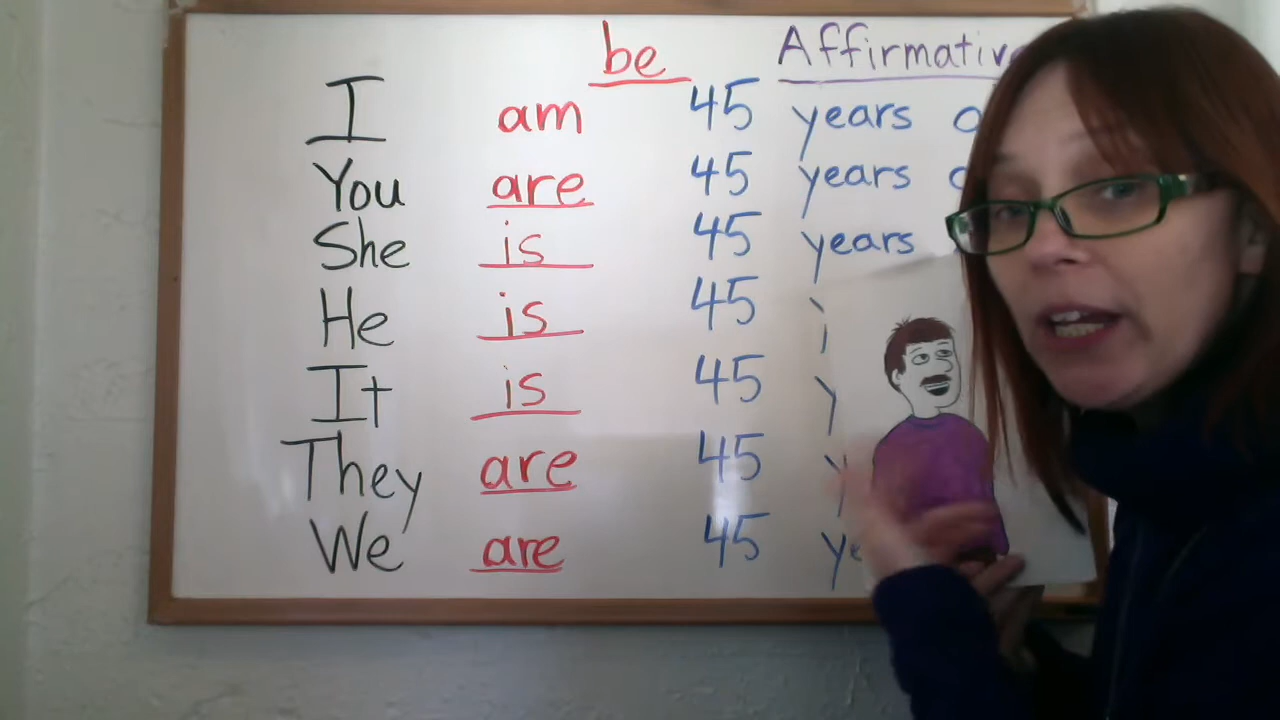 be Affirmativ
I am 45 years
You are 45 years
She is 45 years
He is 45
It is 45
They are 45
We are 45